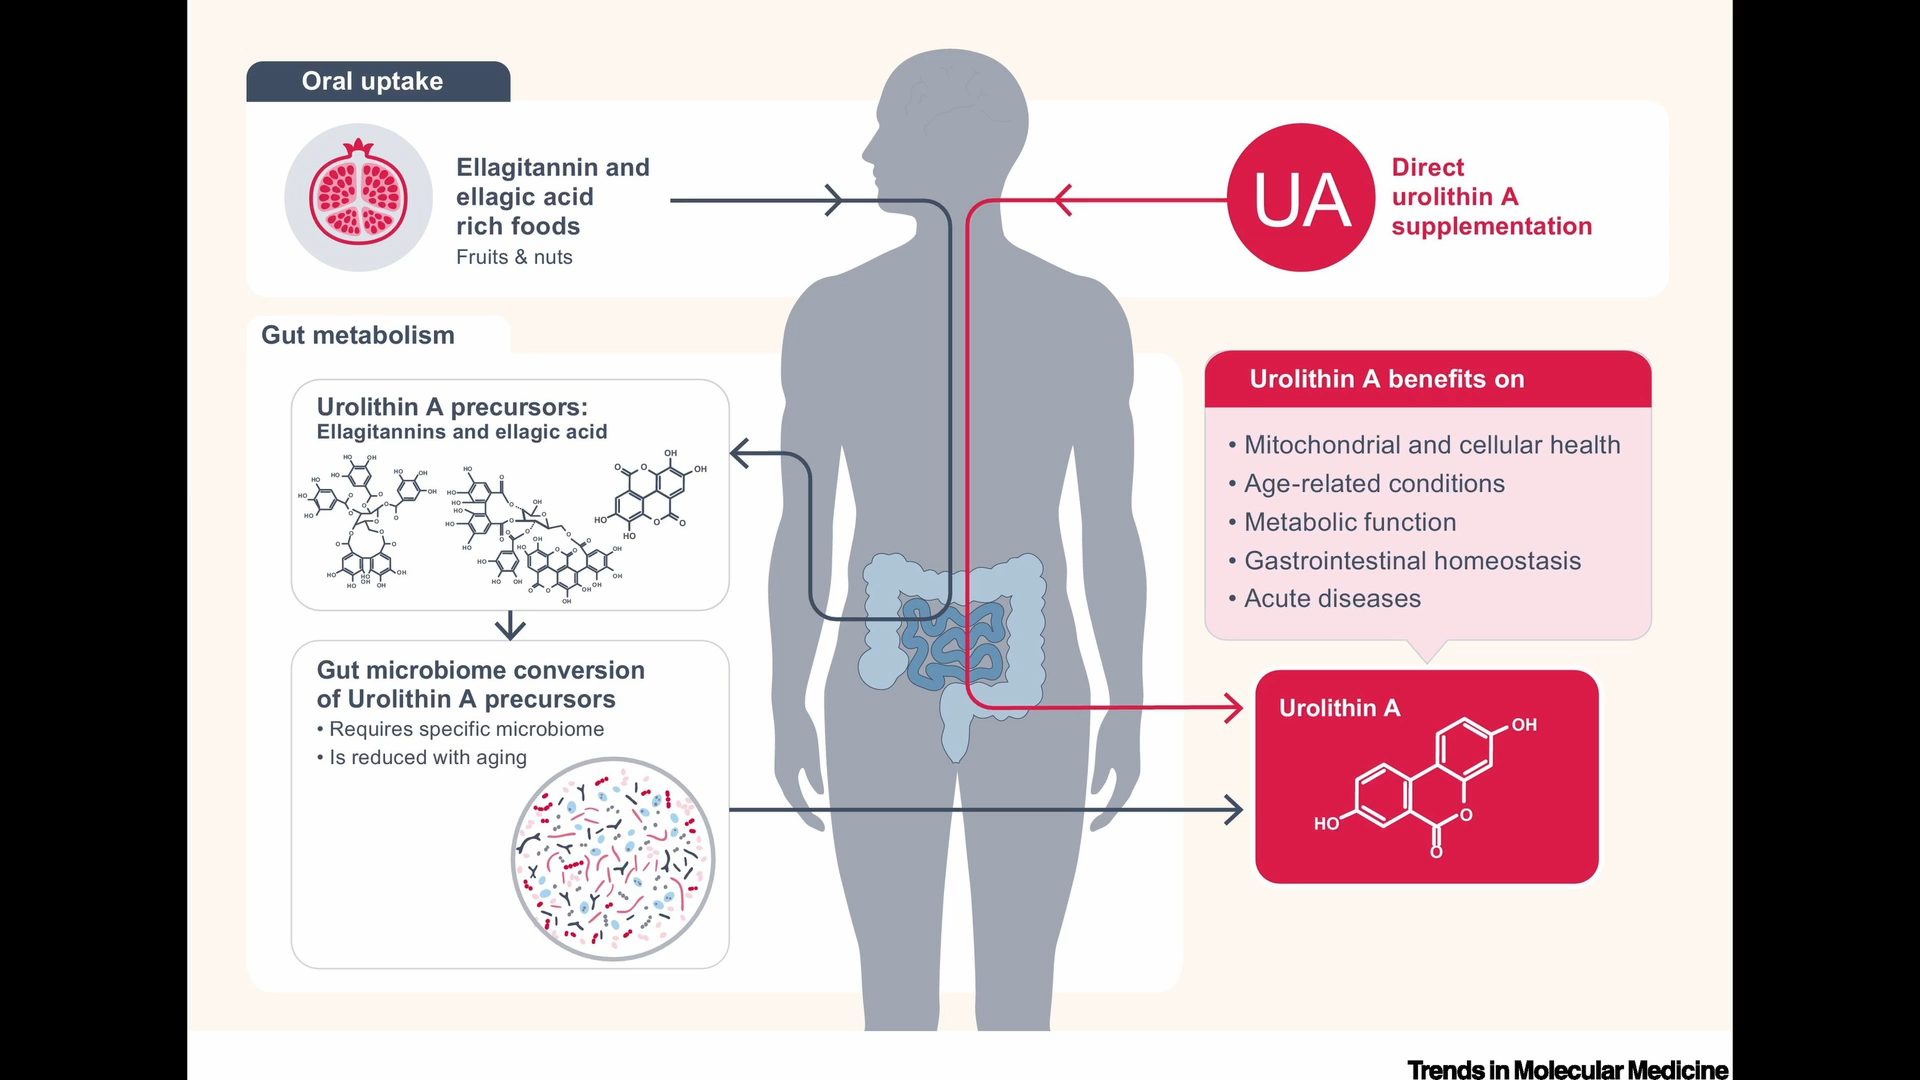 Oral uptake
Ellagitannin and
ellagic acid
rich foods
Fruits & nuts
UA
Direct
urolithin A
supplementation
Gut metabolism
Urolithin A precursors:
Ellagitannins and ellagic acid
Gut microbiome conversion
of Urolithin A precursors
• Requires specific microbiome
• Is reduced with aging
Urolithin A benefits on
• Mitochondrial and cellular health
• Age-related conditions
• Metabolic function
• Gastrointestinal homeostasis
• Acute diseases
Urolithin A
OH
HO
O
O
Trends in Molecular Medicine